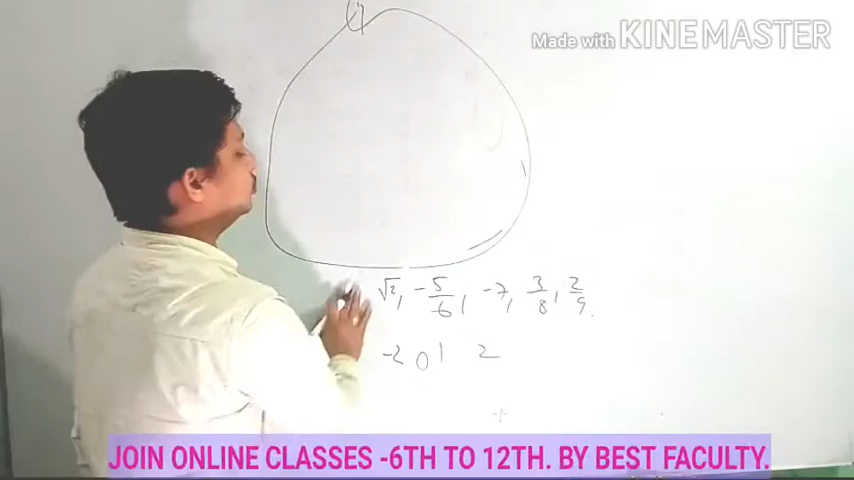 Made with KINEMASTER
Q
√2, -5/6, -7, 3/8, 2/9.
-2 0 1 2
JOIN ONLINE CLASSES -6TH TO 12TH. BY BEST FACULTY.